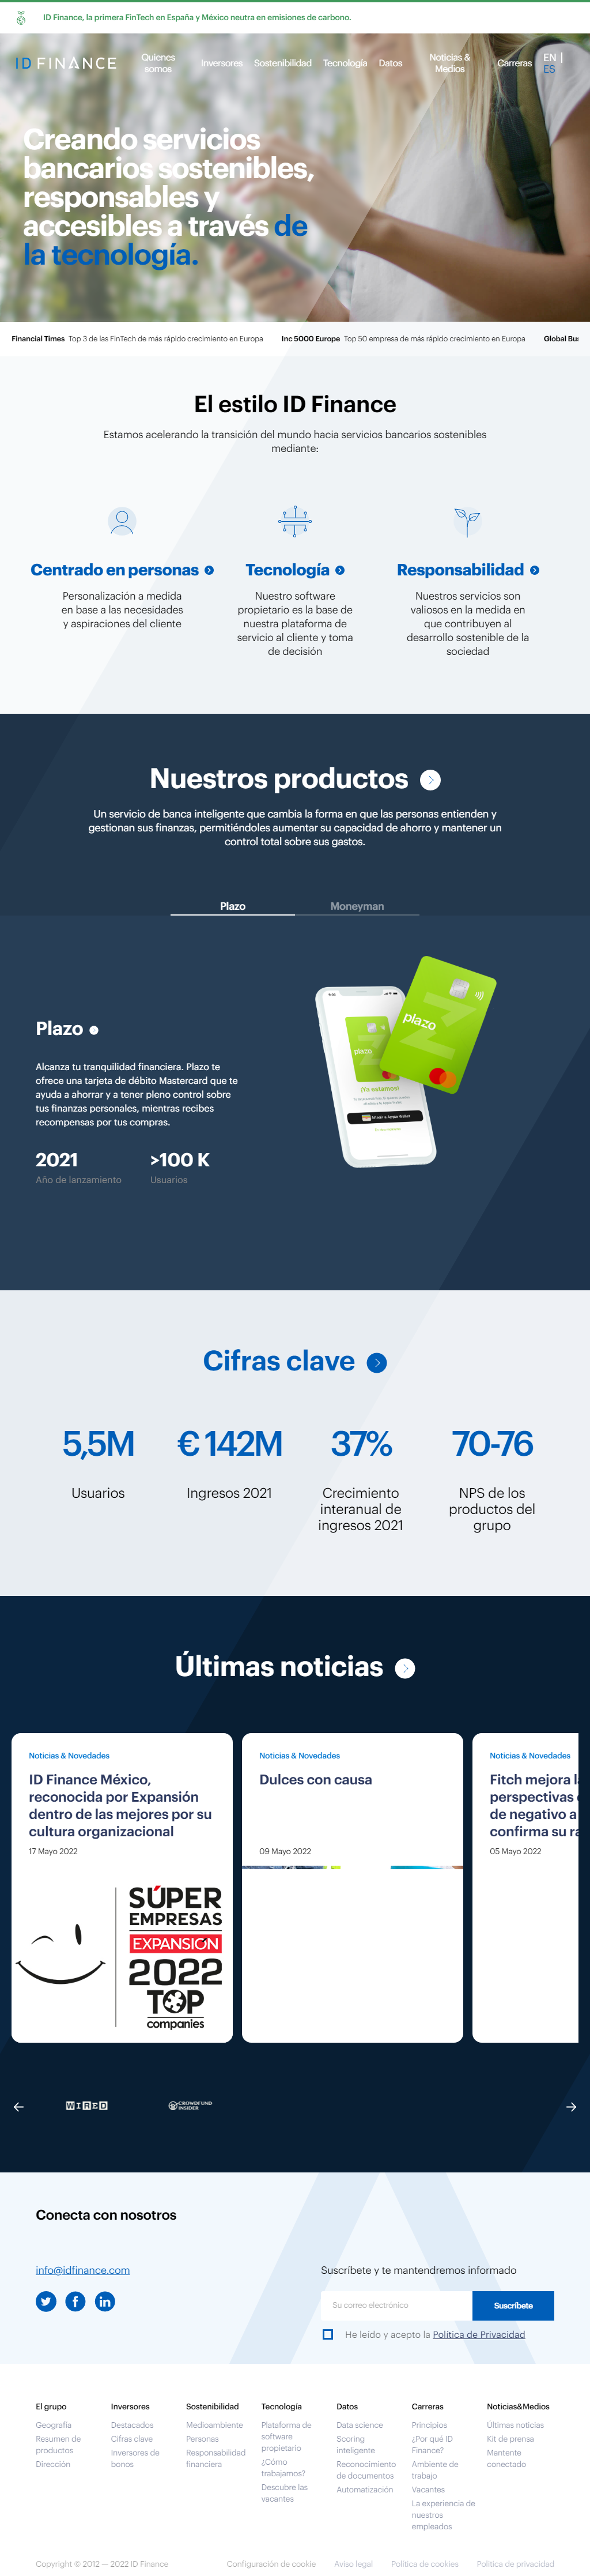 ID Finance, la primera FinTech en España y México neutra en emisiones de carbono.
ID FINANCE
Quienes somos
Inversores
Sostenibilidad
Tecnología
Datos
Noticias & Medios
Carreras
EN |
ES
Creando servicios
bancarios sostenibles,
responsables y
accesibles a través de
la tecnología.
Financial Times Top 3 de las FinTech de más rápido crecimiento en Europa
Inc 5000 Europe Top 50 empresa de más rápido crecimiento en Europa
Global
El estilo ID Finance
Estamos acelerando la transición del mundo hacia servicios bancarios sostenibles
mediante:
Centrado en personas
Personalización a medida
en base a las necesidades
y aspiraciones del cliente
Tecnología
Nuestro software
propietario es la base de
nuestra plataforma de
servicio al cliente y toma
de decisión
Responsabilidad
Nuestros servicios son
valiosos en la medida en
que contribuyen al
desarrollo sostenible de la
sociedad
Nuestros productos
Un servicio de banca inteligente que cambia la forma en que las personas entienden y
gestionan sus finanzas, permitiéndoles aumentar su capacidad de ahorro y mantener un
control total sobre sus gastos.
Plazo
Moneyman
Plazo
Alcanza tu tranquilidad financiera. Plazo te
ofrece una tarjeta de débito Mastercard que te
ayuda a ahorrar y a tener pleno control sobre
tus finanzas personales, mientras recibes
recompensas por tus compras.
2021
Año de lanzamiento
>100 K
Usuarios
plazo
plazo
¡Ya estamos!
Añadir a Apple Wallet
Cifras clave
5,5M
Usuarios
€ 142M
Ingresos 2021
37%
Crecimiento
interanual de
ingresos 2021
70-76
NPS de los
productos del
grupo
Últimas noticias
Noticias & Novedades
ID Finance México,
reconocida por Expansión
dentro de las mejores por su
cultura organizacional
17 Mayo 2022
SÚPER
EMPRESAS
EXPANSIÓN
2022
TOP
companies
Noticias & Novedades
Dulces con causa
09 Mayo 2022
Noticias & Novedades
Fitch mejora
perspectivas
de negativo a
confirma su
05 Mayo 2022
WIRED
CROWDFUND
INSIDER
Conecta con nosotros
info@idfinance.com
Suscríbete y te mantendremos informado
Su correo electrónico
Suscríbete
He leído y acepto la Política de Privacidad
El grupo
Geografía
Resumen de
productos
Dirección
Inversores
Destacados
Cifras clave
Inversores de
bonos
Sostenibilidad
Medioambiente
Personas
Responsabilidad
financiera
Tecnología
Plataforma de
software
propietario
¿Cómo
trabajamos?
Descubre las
vacantes
Datos
Data science
Scoring
inteligente
Reconocimiento
de documentos
Automatización
Carreras
Principios
¿Por qué ID
Finance?
Ambiente de
trabajo
Vacantes
La experiencia de
nuestros
empleados
Noticias&Medios
Últimas noticias
Kit de prensa
Mantente
conectado
Copyright © 2012 — 2022 ID Finance
Configuración de cookie
Aviso legal
Política de cookies
Política de privacidad